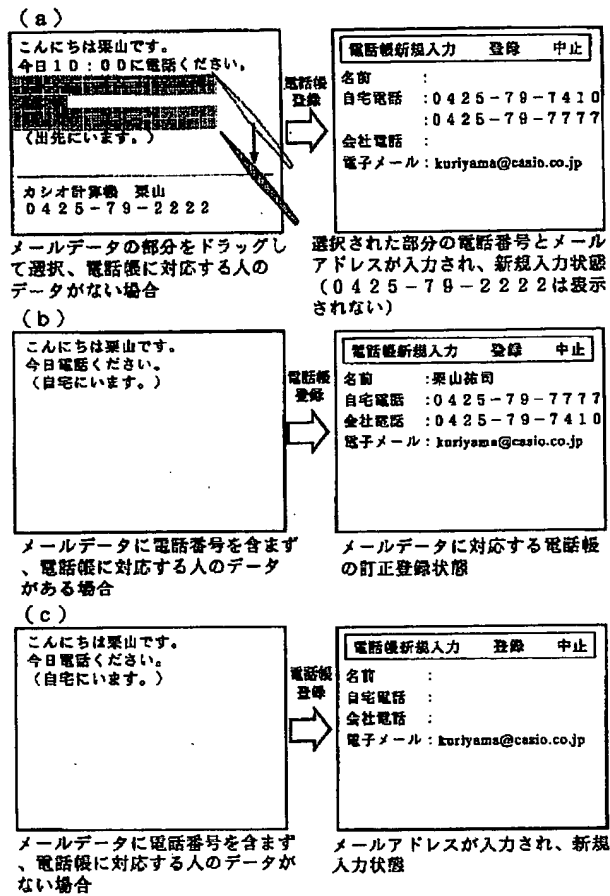 (a)
こんにちは栗山です。
今日10:00に電話ください。
(出先にいます。)
カシオ計算機 栗山
0425-79-2222
電話帳
登録
電話帳新規入力 登録 中止
名前 :
自宅電話 :0425-79-7410
:0425-79-7777
会社電話 :
電子メール:kuriyama@casio.co.jp
メールデータの部分をドラッグし
て選択、電話帳に対応する人の
データがない場合
選択された部分の電話番号とメール
アドレスが入力され、新規入力状態
(0425-79-2222は表示
されない)
(b)
こんにちは栗山です。
今日電話ください。
(自宅にいます。)
電話帳
登録
電話帳新規入力 登録 中止
名前 :栗山祐司
自宅電話 :0425-79-7777
会社電話 :0425-79-7410
電子メール:kuriyama@casio.co.jp
メールデータに電話番号を含まず
、電話帳に対応する人のデータ
がある場合
メールデータに対応する電話帳
の訂正登録状態
(c)
こんにちは栗山です。
今日電話ください。
(自宅にいます。)
電話帳
登録
電話帳新規入力 登録 中止
名前 :
自宅電話 :
会社電話 :
電子メール:kuriyama@casio.co.jp
メールデータに電話番号を含まず
、電話帳に対応する人のデータが
ない場合
メールアドレスが入力され、新規
入力状態